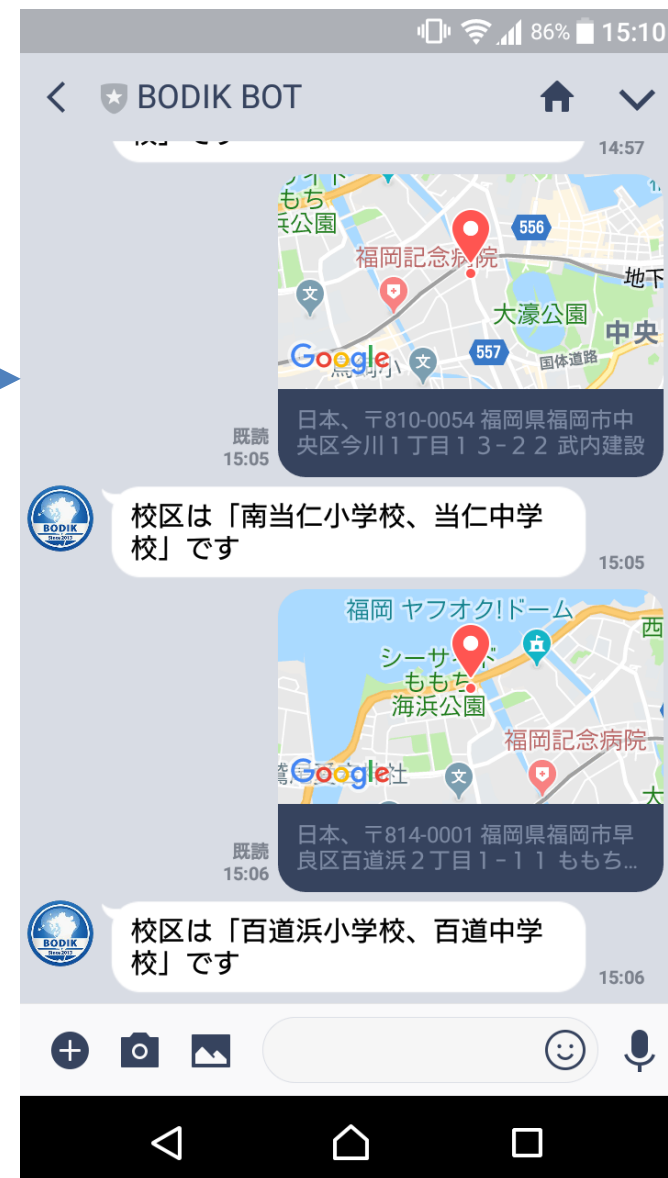 86% 15:10
BODIK BOT
14:57
もち
浜公園
556
福岡記念病院
地下
大濠公園
中央
557
国体道路
Google
日本、〒810-0054 福岡県福岡市中
央区今川1丁目13-22 武内建設
既読
15:05
BODIK
校区は「南当仁小学校、当仁中学
校」です
15:05
福岡 ヤフオク!ドーム
西
シーサイド
ももち
海浜公園
福岡記念病院
Google
大
日本、〒814-0001 福岡県福岡市早
良区百道浜2丁目1-11 ももち…
既読
15:06
BODIK
校区は「百道浜小学校、百道中学
校」です
15:06